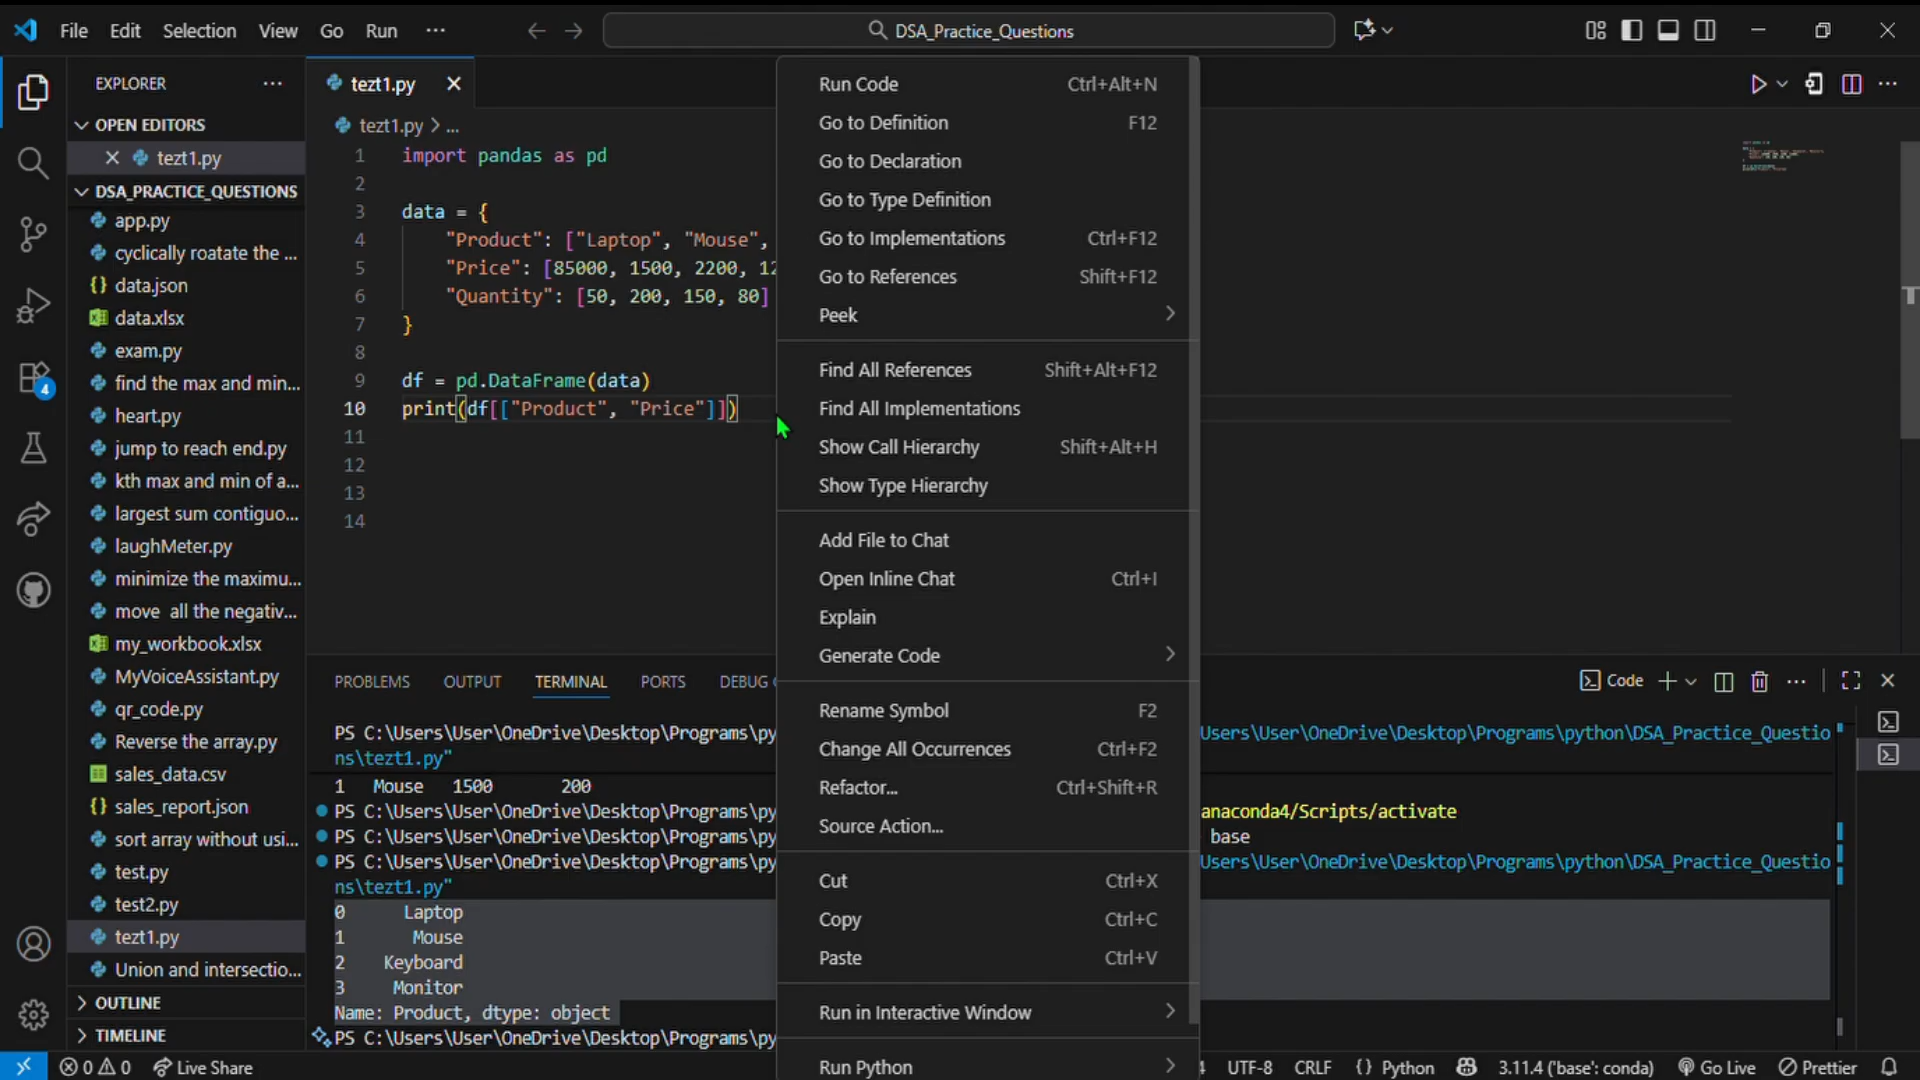 File Edit Selection View Go Run ···
DSA_Practice_Questions
EXPLORER ···
OPEN EDITORS
tezt1.py
DSA_PRACTICE_QUESTIONS
app.py
cyclically roatate the ...
{} data.json
data.xlsx
exam.py
find the max and min...
heart.py
jump to reach end.py
kth max and min of a...
largest sum contiguo...
laughMeter.py
minimize the maximu...
move all the negativ...
my_workbook.xlsx
MyVoiceAssistant.py
qr_code.py
Reverse the array.py
sales_data.csv
{} sales_report.json
sort array without usi...
test.py
test2.py
tezt1.py
Union and intersectio...
OUTLINE
TIMELINE
4
tezt1.py
tezt1.py > ...
1 import pandas as pd
2
3 data = {
4 "Product": ["Laptop", "Mouse",
5 "Price": [85000, 1500, 2200, 12
6 "Quantity": [50, 200, 150, 80]
7 }
8
9 df = pd.DataFrame(data)
10 print(df[["Product", "Price"]])
11
12
13
14
Run Code Ctrl+Alt+N
Go to Definition F12
Go to Declaration
Go to Type Definition
Go to Implementations Ctrl+F12
Go to References Shift+F12
Peek
Find All References Shift+Alt+F12
Find All Implementations
Show Call Hierarchy Shift+Alt+H
Show Type Hierarchy
Add File to Chat
Open Inline Chat Ctrl+I
Explain
Generate Code
Rename Symbol F2
Change All Occurrences Ctrl+F2
Refactor... Ctrl+Shift+R
Source Action...
Cut Ctrl+X
Copy Ctrl+C
Paste Ctrl+V
Run in Interactive Window
Run Python
PROBLEMS OUTPUT TERMINAL PORTS DEBUG
Code
PS C:\Users\User\OneDrive\Desktop\Programs\py Users\User\OneDrive\Desktop\Programs\python\DSA_Practice_Questio
ns\tezt1.py"
1 Mouse 1500 200
PS C:\Users\User\OneDrive\Desktop\Programs\py anaconda4/Scripts/activate
PS C:\Users\User\OneDrive\Desktop\Programs\py base
PS C:\Users\User\OneDrive\Desktop\Programs\py Users\User\OneDrive\Desktop\Programs\python\DSA_Practice_Questio
ns\tezt1.py"
0 Laptop
1 Mouse
2 Keyboard
3 Monitor
Name: Product, dtype: object
PS C:\Users\User\OneDrive\Desktop\Programs\py
0 0 Live Share UTF-8 CRLF {} Python 3.11.4 ('base': conda) Go Live Prettier